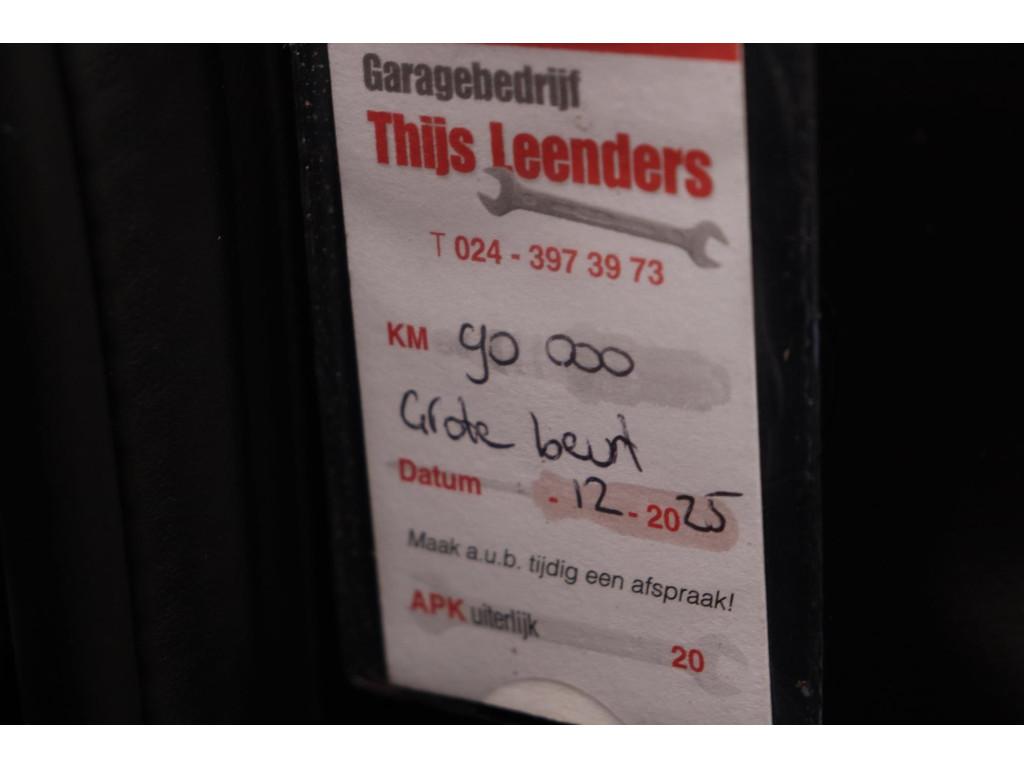 Garagebedrijf
Thijs Leenders
T 024 - 397 39 73
KM 90 000
Grote beurt
Datum - 12 - 2025
Maak a.u.b. tijdig een afspraak!
APK uiterlijk 20